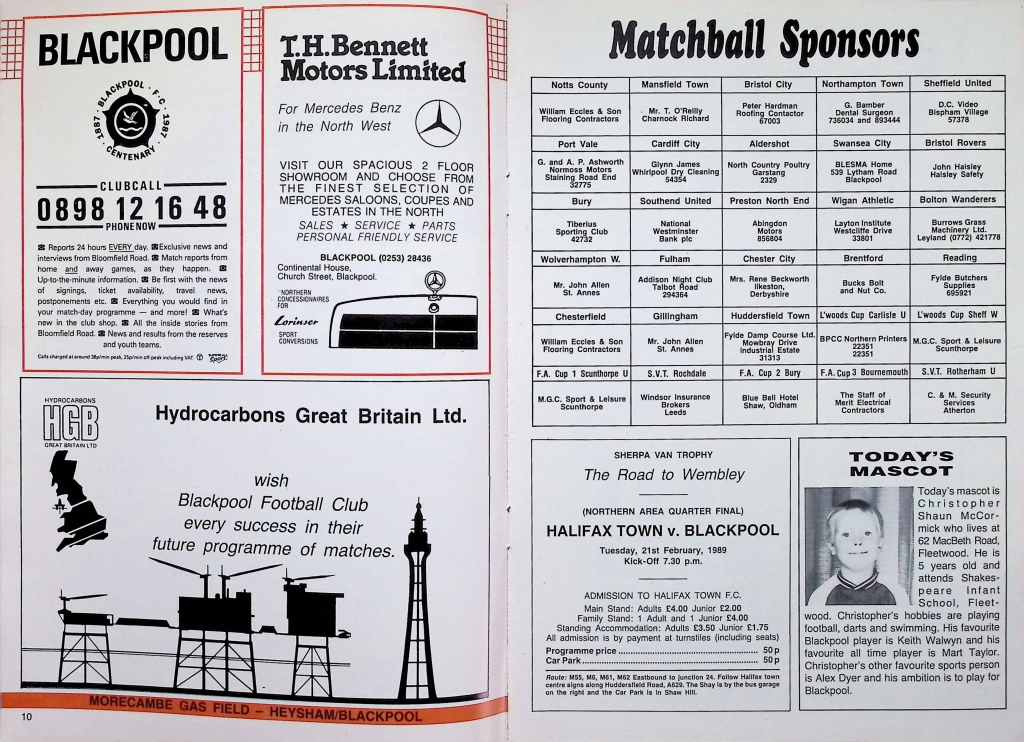 BLACKPOOL
BLACKPOOL · F.C ·
1887 · 1987
CENTENARY
CLUBCALL
0898 12 16 48
PHONE NOW
☎ Reports 24 hours EVERY day. ☎ Exclusive news and
interviews from Bloomfield Road. ☎ Match reports from
home and away games, as they happen. ☎
Up-to-the-minute information. ☎ Be first with the news
of signings, ticket availability, travel news,
postponements etc. ☎ Everything you would find in
your match-day programme — and more! ☎ What's
new in the club shop. ☎ All the inside stories from
Bloomfield Road. ☎ News and results from the reserves
and youth teams.
Calls charged at around 38p/min peak, 25p/min off-peak including VAT.
T.H.Bennett
Motors Limited
For Mercedes Benz
in the North West
VISIT OUR SPACIOUS 2 FLOOR
SHOWROOM AND CHOOSE FROM
THE FINEST SELECTION OF
MERCEDES SALOONS, COUPES AND
ESTATES IN THE NORTH
SALES ★ SERVICE ★ PARTS
PERSONAL FRIENDLY SERVICE
BLACKPOOL (0253) 28436
Continental House,
Church Street, Blackpool.
"NORTHERN
CONCESSIONAIRES
FOR
Lorinser
SPORT
CONVERSIONS
HYDROCARBONS
HGB
GREAT BRITAIN LTD
Hydrocarbons Great Britain Ltd.
wish
Blackpool Football Club
every success in their
future programme of matches.
MORECAMBE GAS FIELD – HEYSHAM/BLACKPOOL
10
Matchball Sponsors
Notts County Mansfield Town Bristol City Northampton Town Sheffield United
William Eccles & Son
Flooring Contractors
Mr. T. O'Reilly
Charnock Richard
Peter Hardman
Roofing Contactor
67003
G. Bamber
Dental Surgeon
736034 and 893444
D.C. Video
Bispham Village
57378
Port Vale Cardiff City Aldershot Swansea City Bristol Rovers
G. and A. P. Ashworth
Normoss Motors
Staining Road End
32775
Glynn James
Whirlpool Dry Cleaning
54354
North Country Poultry
Garstang
2329
BLESMA Home
539 Lytham Road
Blackpool
John Halsley
Halsley Safety
Bury Southend United Preston North End Wigan Athletic Bolton Wanderers
Tiberius
Sporting Club
42732
National
Westminster
Bank plc
Abingdon
Motors
856804
Layton Institute
Westcliffe Drive
33801
Burrows Grass
Machinery Ltd.
Leyland (0772) 421778
Wolverhampton W. Fulham Chester City Brentford Reading
Mr. John Allen
St. Annes
Addison Night Club
Talbot Road
294364
Mrs. Rene Beckworth
Ilkeston,
Derbyshire
Bucks Bolt
and Nut Co.
Fylde Butchers
Supplies
695921
Chesterfield Gillingham Huddersfield Town L'woods Cup Carlisle U L'woods Cup Sheff W
William Eccles & Son
Flooring Contractors
Mr. John Allen
St. Annes
Fylde Damp Course Ltd.
Mowbray Drive
Industrial Estate
31313
BPCC Northern Printers
22351
22351
M.G.C. Sport & Leisure
Scunthorpe
F.A. Cup 1 Scunthorpe U S.V.T. Rochdale F.A. Cup 2 Bury F.A. Cup 3 Bournemouth S.V.T. Rotherham U
M.G.C. Sport & Leisure
Scunthorpe
Windsor Insurance
Brokers
Leeds
Blue Bell Hotel
Shaw, Oldham
The Staff of
Merit Electrical
Contractors
C. & M. Security
Services
Atherton
SHERPA VAN TROPHY
The Road to Wembley
(NORTHERN AREA QUARTER FINAL)
HALIFAX TOWN v. BLACKPOOL
Tuesday, 21st February, 1989
Kick-Off 7.30 p.m.
ADMISSION TO HALIFAX TOWN F.C.
Main Stand: Adults £4.00 Junior £2.00
Family Stand: 1 Adult and 1 Junior £4.00
Standing Accommodation: Adults £3.50 Junior £1.75
All admission is by payment at turnstiles (including seats)
Programme price .................... 50p
Car Park .................... 50p
Route: M55, M6, M61, M62 Eastbound to junction 24. Follow Halifax town
centre signs along Huddersfield Road, A629. The Shay is by the bus garage
on the right and the Car Park is in Shaw Hill.
TODAY'S
MASCOT
Today's mascot is
Christopher
Shaun McCor-
mick who lives at
62 MacBeth Road,
Fleetwood. He is
5 years old and
attends Shakes-
peare Infant
School, Fleet-
wood. Christopher's hobbies are playing
football, darts and swimming. His favourite
Blackpool player is Keith Walwyn and his
favourite all time player is Mart Taylor.
Christopher's other favourite sports person
is Alex Dyer and his ambition is to play for
Blackpool.